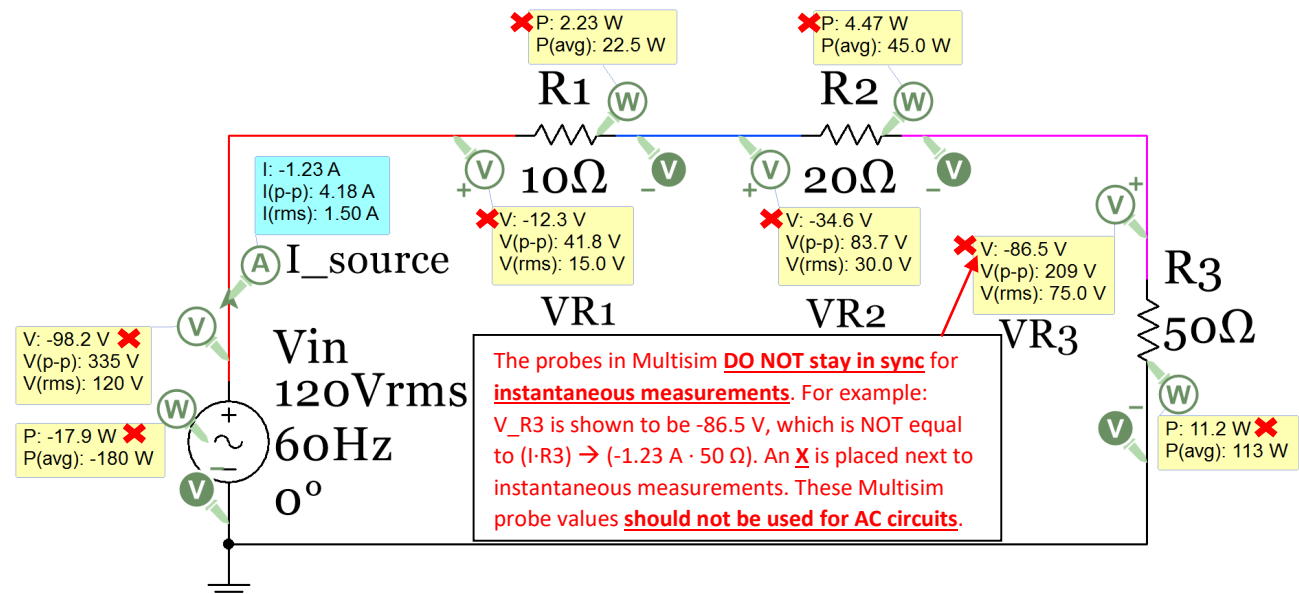 P: 2.23 W
P(avg): 22.5 W
P: 4.47 W
P(avg): 45.0 W
R1
W
R2
W
I: -1.23 A
I(p-p): 4.18 A
I(rms): 1.50 A
V
+
10Ω
V
−
V
+
20Ω
V
−
V
+
V: -12.3 V
V(p-p): 41.8 V
V(rms): 15.0 V
V: -34.6 V
V(p-p): 83.7 V
V(rms): 30.0 V
V: -86.5 V
V(p-p): 209 V
V(rms): 75.0 V
A
I_source
R3
50Ω
VR1
VR2
VR3
V
V: -98.2 V
V(p-p): 335 V
V(rms): 120 V
Vin
120Vrms
60Hz
0°
W
+
−
P: -17.9 W
P(avg): -180 W
V
−
The probes in Multisim DO NOT stay in sync for
instantaneous measurements. For example:
V_R3 is shown to be -86.5 V, which is NOT equal
to (I·R3) → (-1.23 A · 50 Ω). An X is placed next to
instantaneous measurements. These Multisim
probe values should not be used for AC circuits.
W
V
−
P: 11.2 W
P(avg): 113 W